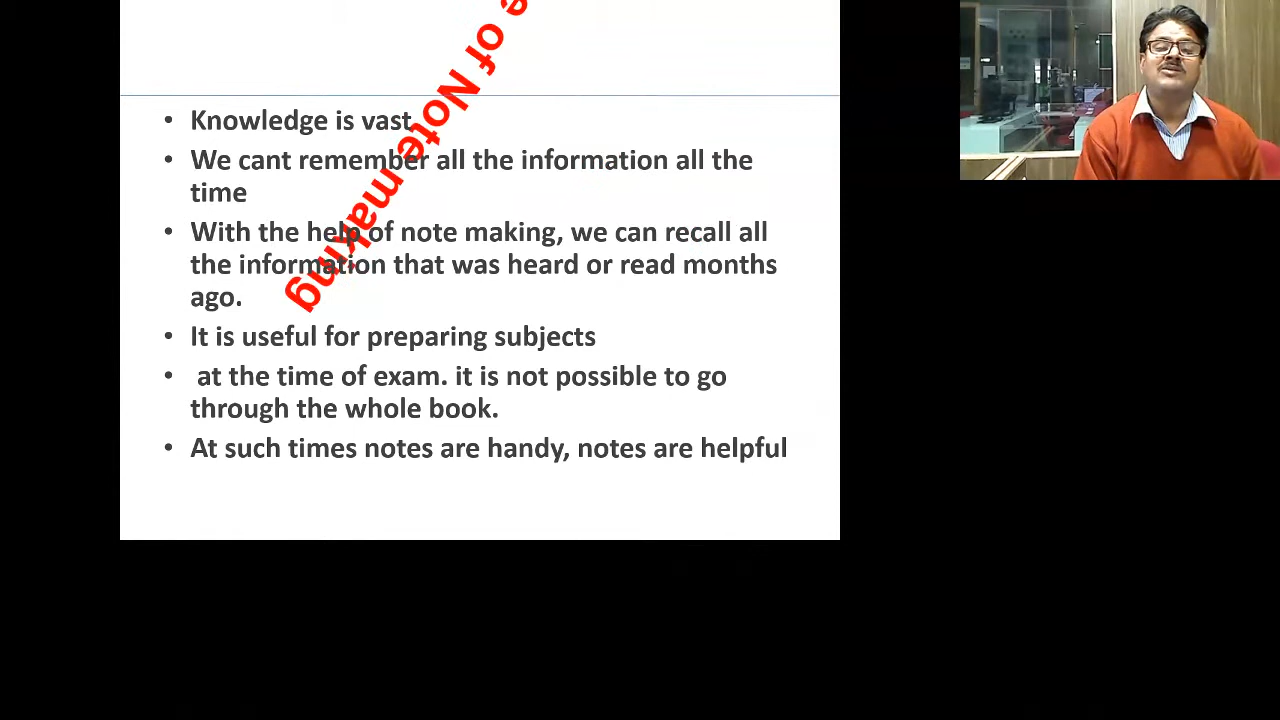 e of Note making
Knowledge is vast
We cant remember all the information all the
time
With the help of note making, we can recall all
the information that was heard or read months
ago.
It is useful for preparing subjects
at the time of exam. it is not possible to go
through the whole book.
At such times notes are handy, notes are helpful